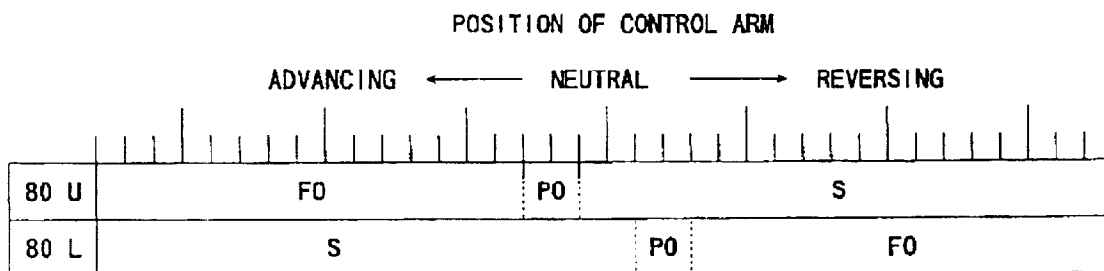 POSITION OF CONTROL ARM
ADVANCING ← NEUTRAL → REVERSING
80 U FO PO S
80 L S PO FO